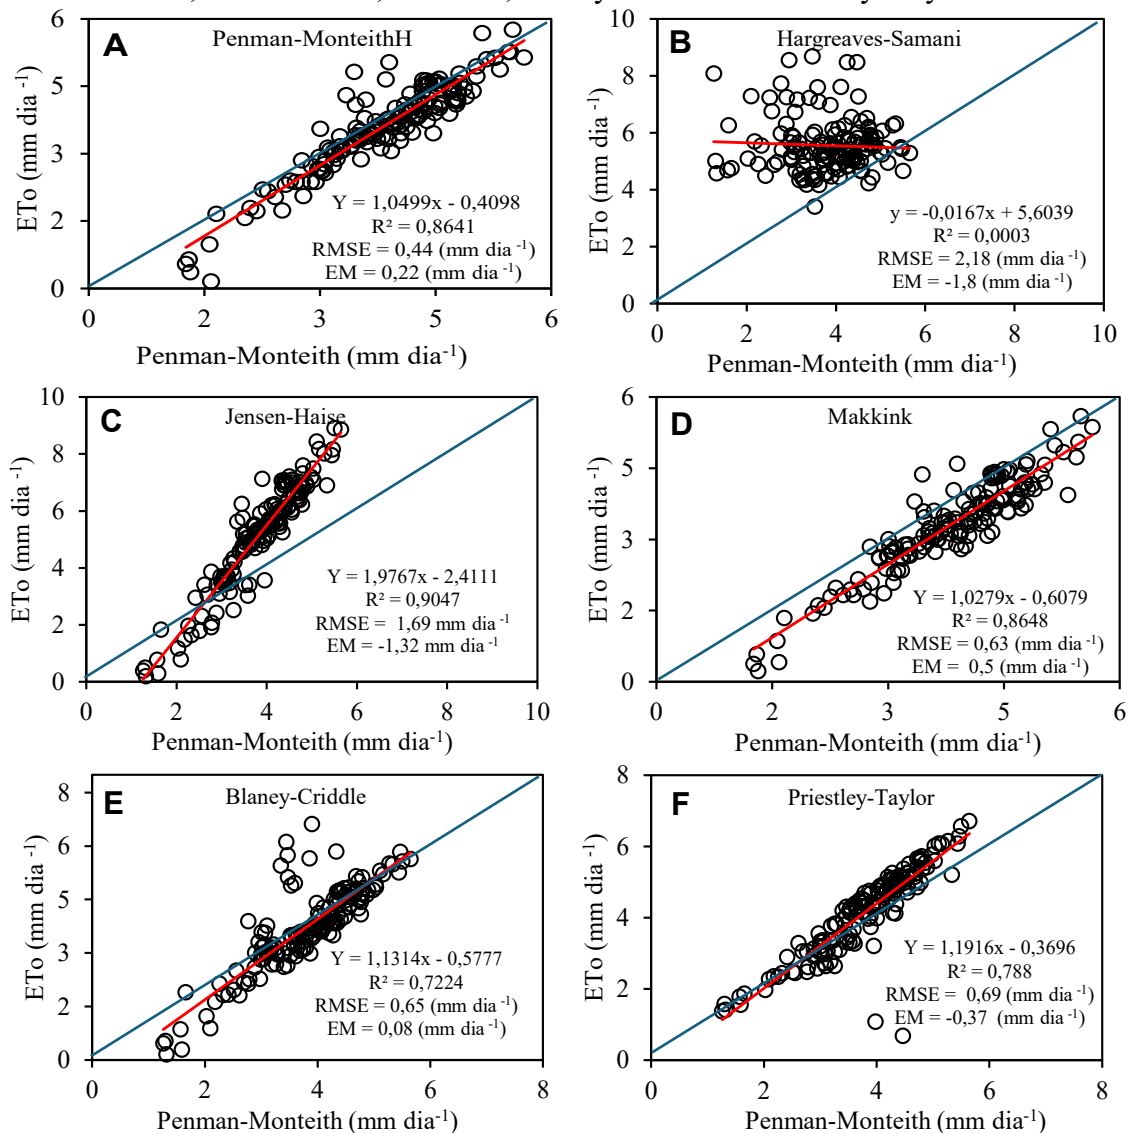 A
Penman-MonteithH
ETo (mm dia -1)
6
5
3
2
0
Y = 1,0499x - 0,4098
R² = 0,8641
RMSE = 0,44 (mm dia -1)
EM = 0,22 (mm dia -1)
0 2 3 5 6
Penman-Monteith (mm dia-1)
B
Hargreaves-Samani
ETo (mm dia -1)
10
8
6
4
2
0
y = -0,0167x + 5,6039
R² = 0,0003
RMSE = 2,18 (mm dia -1)
EM = -1,8 (mm dia -1)
0 2 4 6 8 10
Penman-Monteith (mm dia-1)
C
Jensen-Haise
ETo (mm dia -1)
10
8
6
4
2
0
Y = 1,9767x - 2,4111
R² = 0,9047
RMSE = 1,69 mm dia-1
EM = -1,32 mm dia-1
0 2 4 6 8 10
Penman-Monteith (mm dia-1)
D
Makkink
ETo (mm dia -1)
6
5
3
2
0
Y = 1,0279x - 0,6079
R² = 0,8648
RMSE = 0,63 (mm dia -1)
EM = 0,5 (mm dia -1)
0 2 3 5 6
Penman-Monteith (mm dia-1)
E
Blaney-Criddle
ETo (mm dia -1)
8
6
5
3
2
0
Y = 1,1314x - 0,5777
R² = 0,7224
RMSE = 0,65 (mm dia -1)
EM = 0,08 (mm dia -1)
0 2 4 6 8
Penman-Monteith (mm dia-1)
F
Priestley-Taylor
ETo (mm dia -1)
8
6
4
2
0
Y = 1,1916x - 0,3696
R² = 0,788
RMSE = 0,69 (mm dia -1)
EM = -0,37 (mm dia -1)
0 2 4 6 8
Penman-Monteith (mm dia-1)